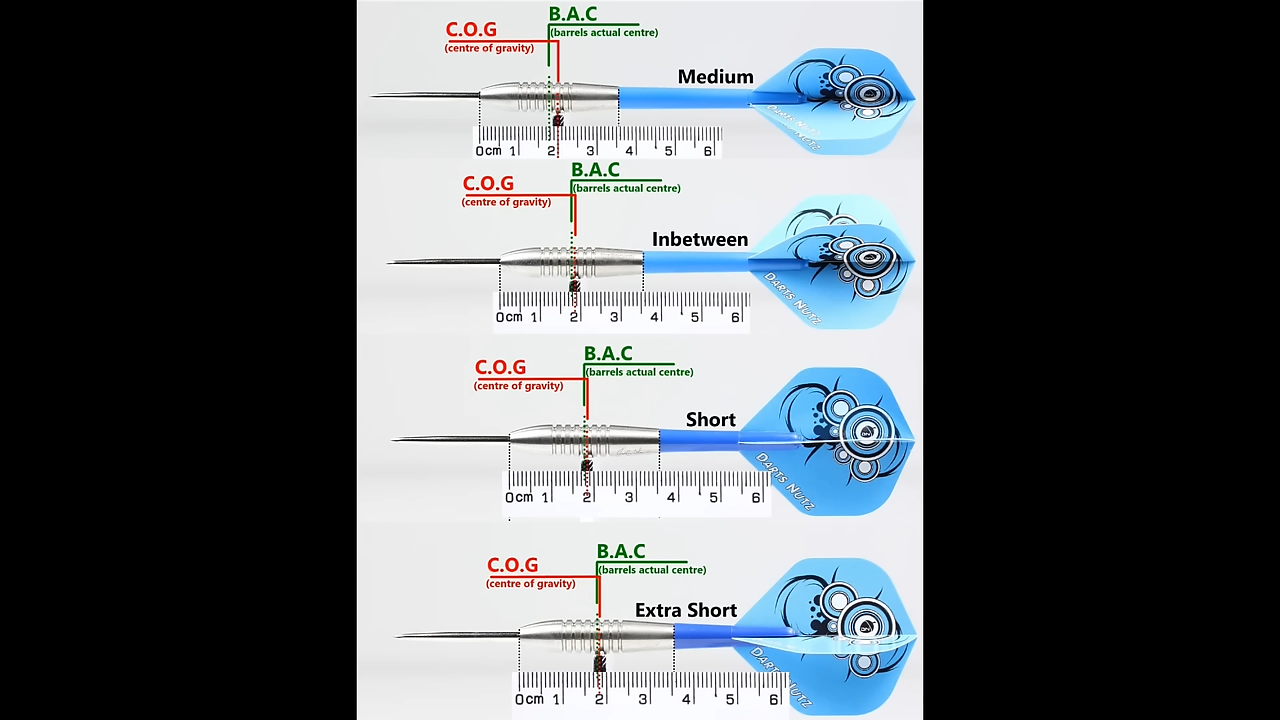 B.A.C
C.O.G
(barrels actual centre)
(centre of gravity)
Medium
0cm 1 2 3 4 5 6
B.A.C
C.O.G
(barrels actual centre)
(centre of gravity)
Inbetween
DARTS NUTZ
0cm 1 2 3 4 5 6
B.A.C
C.O.G
(barrels actual centre)
(centre of gravity)
Short
DARTS NUTZ
0cm 1 2 3 4 5 6
B.A.C
C.O.G
(barrels actual centre)
(centre of gravity)
Extra Short
DARTS NUTZ
0cm 1 2 3 4 5 6